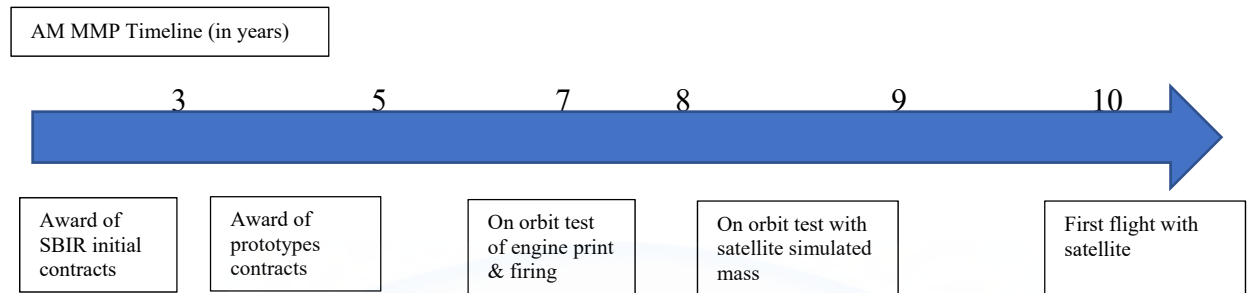 AM MMP Timeline (in years)
3 5 7 8 9 10
Award of
SBIR initial
contracts
Award of
prototypes
contracts
On orbit test
of engine print
& firing
On orbit test with
satellite simulated
mass
First flight with
satellite